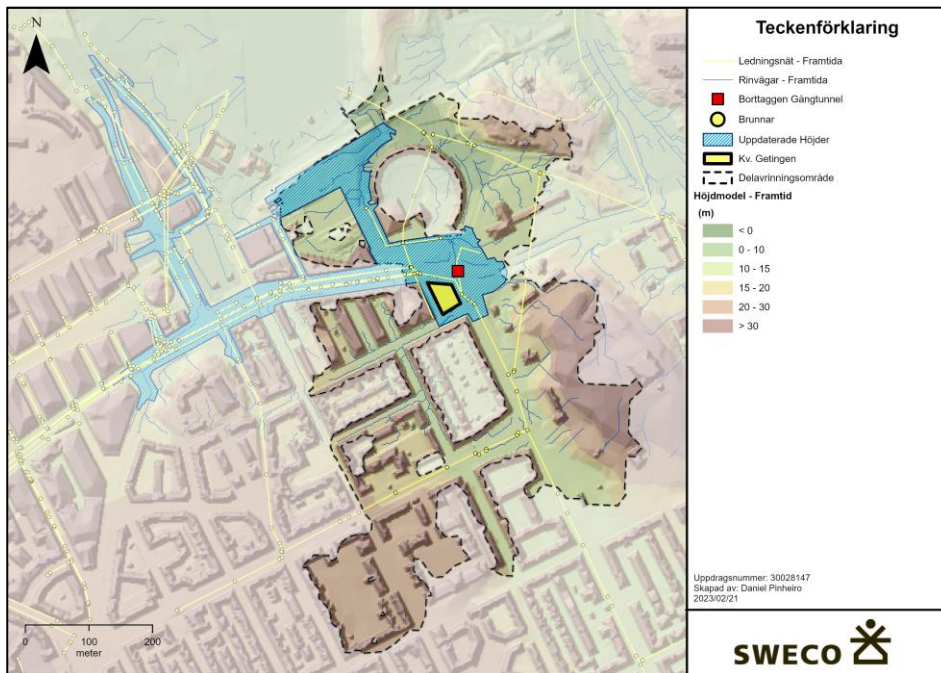 N
0
100
200
meter
Teckenförklaring
Ledningsnät - Framtida
Rinvägar - Framtida
Borttaggen Gångtunnel
Brunnar
Uppdaterade Höjder
Kv. Getingen
Delavrinningsområde
Höjdmodel - Framtid
(m)
< 0
0 - 10
10 - 15
15 - 20
20 - 30
> 30
Uppdragsnummer: 30028147
Skapad av: Daniel Pinheiro
2023/02/21
SWECO